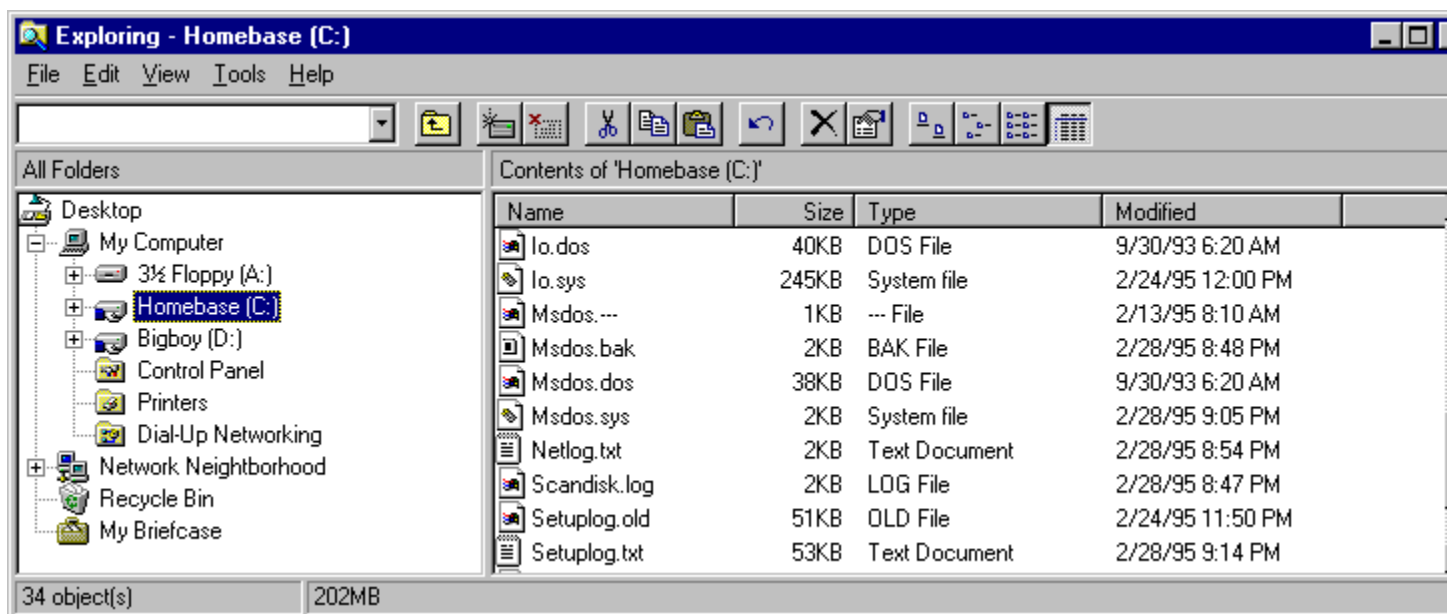 Exploring - Homebase (C:)
File Edit View Tools Help
All Folders
Contents of 'Homebase (C:)'
Desktop
My Computer
3½ Floppy (A:)
Homebase (C:)
Bigboy (D:)
Control Panel
Printers
Dial-Up Networking
Network Neightborhood
Recycle Bin
My Briefcase
Name Size Type Modified
Io.dos 40KB DOS File 9/30/93 6:20 AM
Io.sys 245KB System file 2/24/95 12:00 PM
Msdos.--- 1KB --- File 2/13/95 8:10 AM
Msdos.bak 2KB BAK File 2/28/95 8:48 PM
Msdos.dos 38KB DOS File 9/30/93 6:20 AM
Msdos.sys 2KB System file 2/28/95 9:05 PM
Netlog.txt 2KB Text Document 2/28/95 8:54 PM
Scandisk.log 2KB LOG File 2/28/95 8:47 PM
Setuplog.old 51KB OLD File 2/24/95 11:50 PM
Setuplog.txt 53KB Text Document 2/28/95 9:14 PM
34 object(s) 202MB